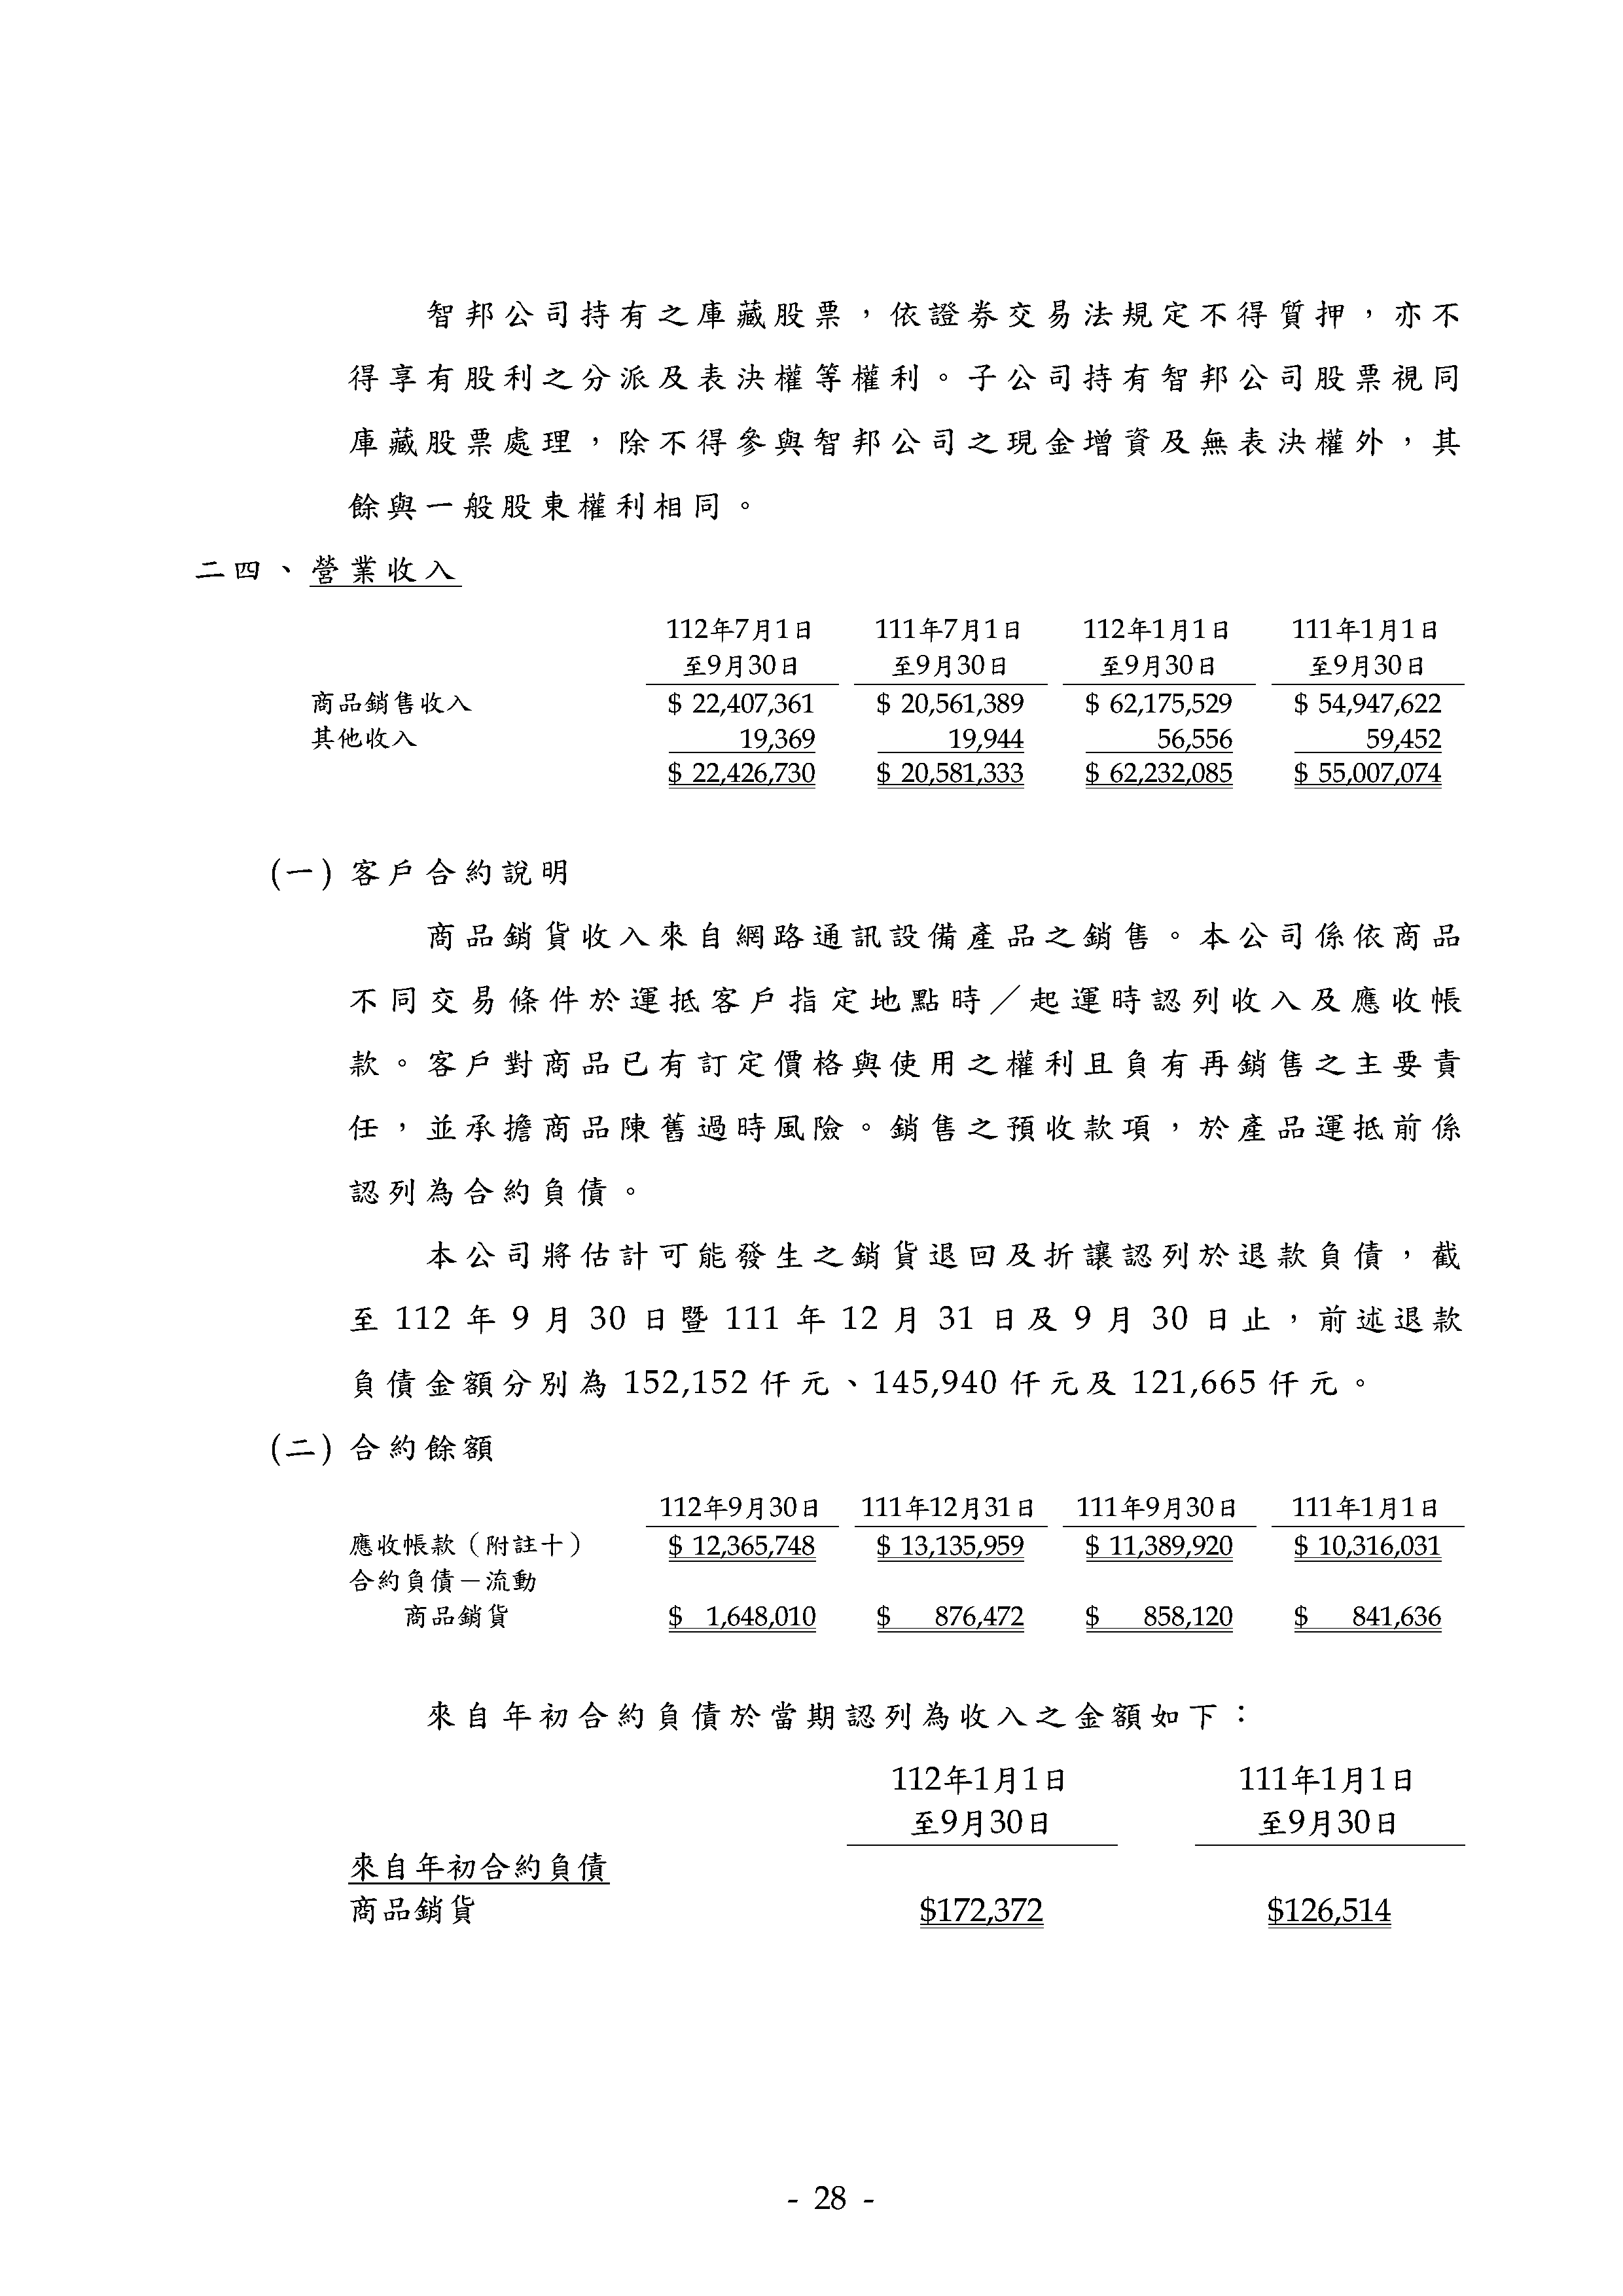 智邦公司持有之庫藏股票，依證券交易法規定不得質押，亦不
得享有股利之分派及表決權等權利。子公司持有智邦公司股票視同
庫藏股票處理，除不得參與智邦公司之現金增資及無表決權外，其
餘與一般股東權利相同。
二四、營業收入
112年7月1日 111年7月1日 112年1月1日 111年1月1日
至9月30日 至9月30日 至9月30日 至9月30日
商品銷售收入 $ 22,407,361 $ 20,561,389 $ 62,175,529 $ 54,947,622
其他收入 19,369 19,944 56,556 59,452
$ 22,426,730 $ 20,581,333 $ 62,232,085 $ 55,007,074
(一) 客戶合約說明
商品銷貨收入來自網路通訊設備產品之銷售。本公司係依商品
不同交易條件於運抵客戶指定地點時／起運時認列收入及應收帳
款。客戶對商品已有訂定價格與使用之權利且負有再銷售之主要責
任，並承擔商品陳舊過時風險。銷售之預收款項，於產品運抵前係
認列為合約負債。
本公司將估計可能發生之銷貨退回及折讓認列於退款負債，截
至 112 年 9 月 30 日暨 111 年 12 月 31 日及 9 月 30 日止，前述退款
負債金額分別為 152,152 仟元、145,940 仟元及 121,665 仟元。
(二) 合約餘額
112年9月30日 111年12月31日 111年9月30日 111年1月1日
應收帳款（附註十） $ 12,365,748 $ 13,135,959 $ 11,389,920 $ 10,316,031
合約負債－流動
商品銷貨 $ 1,648,010 $ 876,472 $ 858,120 $ 841,636
來自年初合約負債於當期認列為收入之金額如下：
112年1月1日 111年1月1日
至9月30日 至9月30日
來自年初合約負債
商品銷貨 $172,372 $126,514
- 28 -